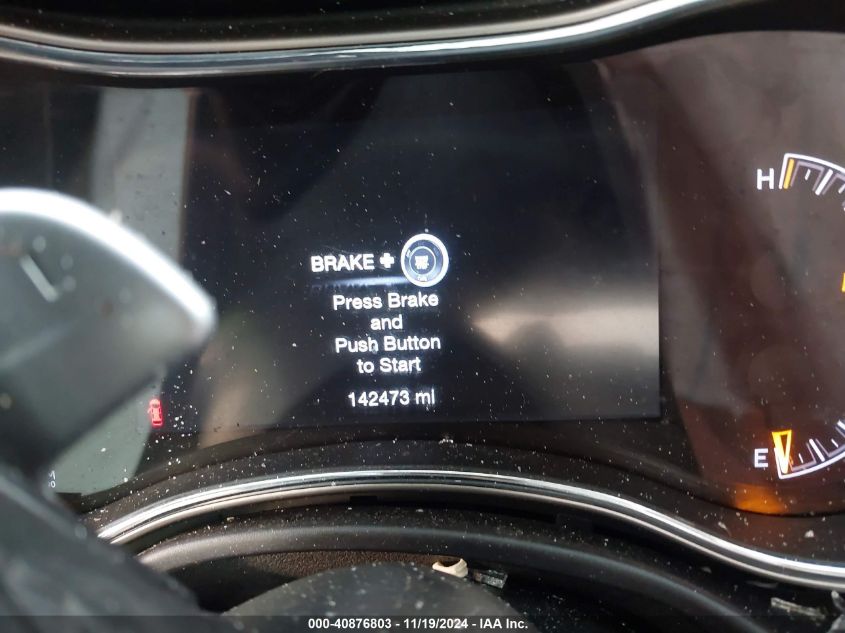 H
BRAKE +
Press Brake
and
Push Button
to Start
142473 mi
E
000-40876803 - 11/19/2024 - IAA Inc.